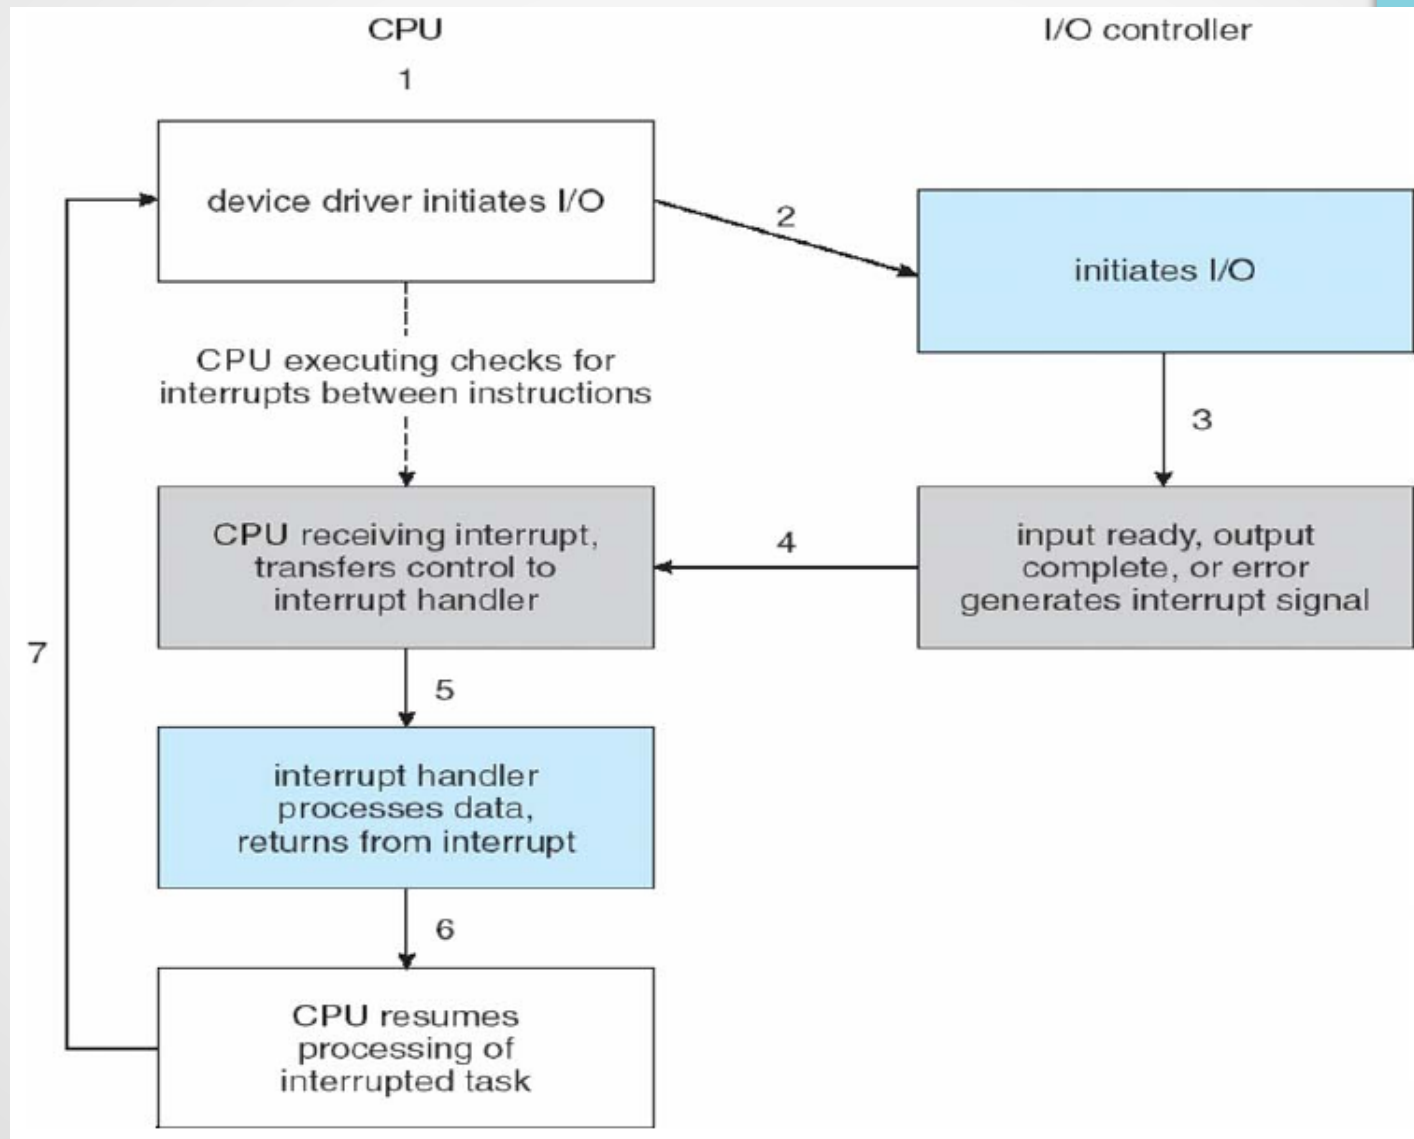 CPU
I/O controller
1
device driver initiates I/O
2
initiates I/O
CPU executing checks for
interrupts between instructions
3
CPU receiving interrupt,
transfers control to
interrupt handler
4
input ready, output
complete, or error
generates interrupt signal
7
5
interrupt handler
processes data,
returns from interrupt
6
CPU resumes
processing of
interrupted task